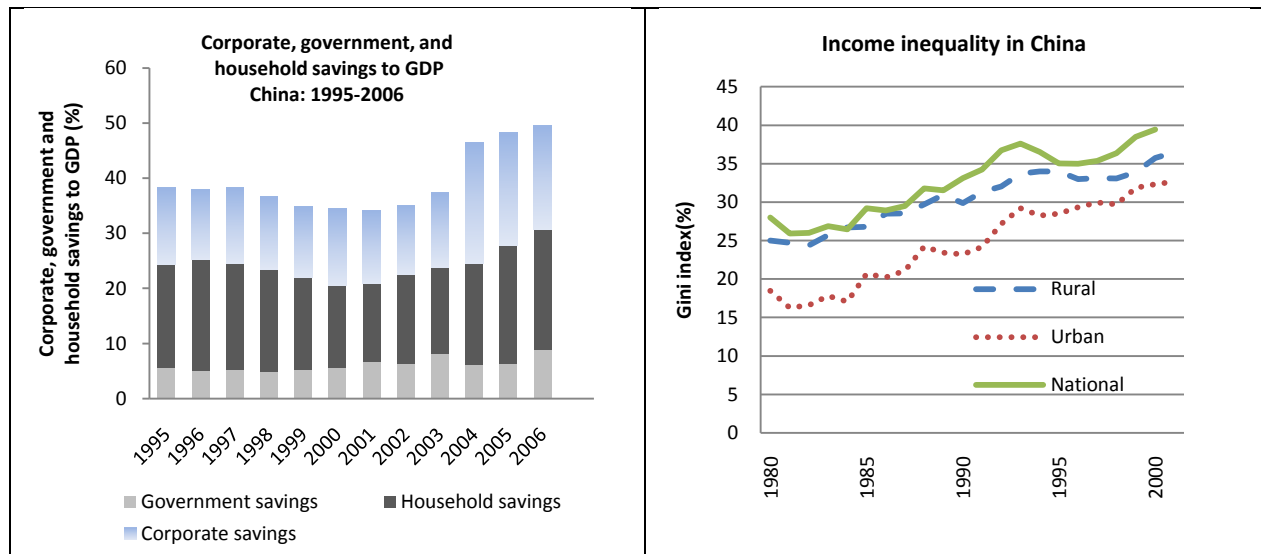 Corporate, government, and
household savings to GDP
China: 1995-2006
Corporate, government and
household savings to GDP (%)
60
50
40
30
20
10
0
1995
1996
1997
1998
1999
2000
2001
2002
2003
2004
2005
2006
Government savings
Household savings
Corporate savings
Income inequality in China
Gini index(%)
45
40
35
30
25
20
15
10
5
0
Rural
Urban
National
1980
1985
1990
1995
2000